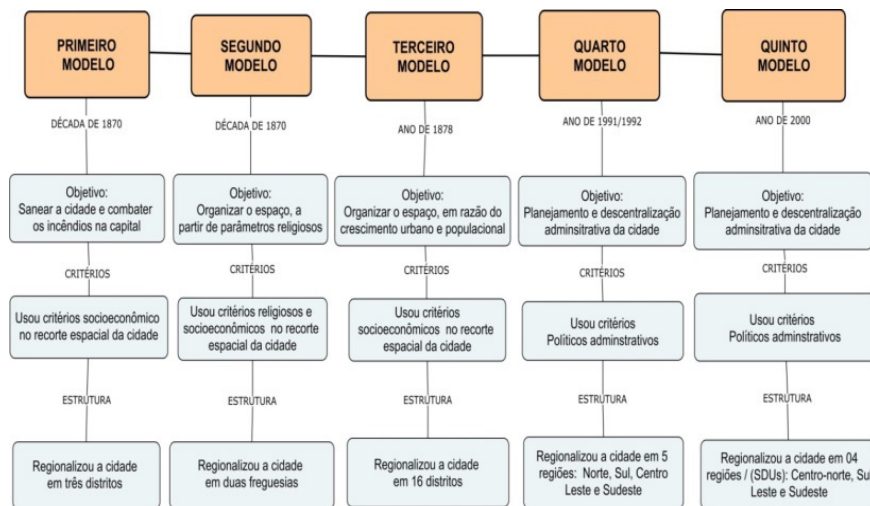 PRIMEIRO
MODELO
SEGUNDO
MODELO
TERCEIRO
MODELO
QUARTO
MODELO
QUINTO
MODELO
DÉCADA DE 1870
DÉCADA DE 1870
ANO DE 1878
ANO DE 1991/1992
ANO DE 2000
Objetivo:
Sanear a cidade e combater
os incêndios na capital
Objetivo:
Organizar o espaço, a
partir de parâmetros religiosos
Objetivo:
Organizar o espaço, em razão do
crescimento urbano e populacional
Objetivo:
Planejamento e descentralização
adminsitrativa da cidade
Objetivo:
Planejamento e descentralização
adminsitrativa da cidade
CRITÉRIOS
CRITÉRIOS
CRITÉRIOS
CRITÉRIOS
CRITÉRIOS
Usou critérios socioeconômico
no recorte espacial da cidade
Usou critérios religiosos e
socioeconômicos no recorte
espacial da cidade
Usou critérios
socioeconômicos no recorte
espacial da cidade
Usou critérios
Políticos adminstrativos
Usou critérios
Políticos adminstrativos
ESTRUTURA
ESTRUTURA
ESTRUTURA
ESTRUTURA
ESTRUTURA
Regionalizou a cidade
em três distritos
Regionalizou a cidade
em duas freguesias
Regionalizou a cidade
em 16 distritos
Regionalizou a cidade em 5
regiões: Norte, Sul, Centro
Leste e Sudeste
Regionalizou a cidade em 04
regiões / (SDUs): Centro-norte, Sul
Leste e Sudeste